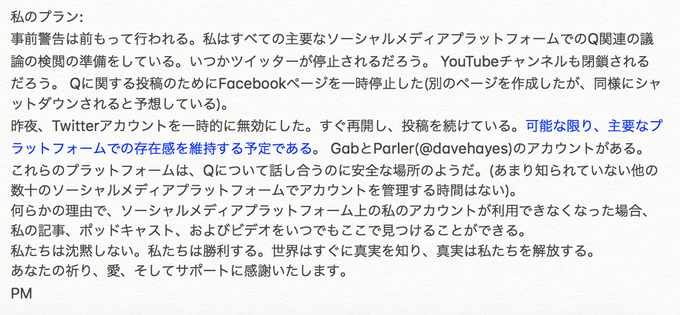 私のプラン:
事前警告は前もって行われる。私はすべての主要なソーシャルメディアプラットフォームでのQ関連の議
論の検閲の準備をしている。いつかツイッターが停止されるだろう。 YouTubeチャンネルも閉鎖される
だろう。 Qに関する投稿のためにFacebookページを一時停止した(別のページを作成したが、同様にシャ
ットダウンされると予想している)。
昨夜、Twitterアカウントを一時的に無効にした。すぐ再開し、投稿を続けている。可能な限り、主要なプ
ラットフォームでの存在感を維持する予定である。 GabとParler(@davehayes)のアカウントがある。
これらのプラットフォームは、Qについて話し合うのに安全な場所のようだ。(あまり知られていない他の
数十のソーシャルメディアプラットフォームでアカウントを管理する時間はない)。
何らかの理由で、ソーシャルメディアプラットフォーム上の私のアカウントが利用できなくなった場合、
私の記事、ポッドキャスト、およびビデオをいつでもここで見つけることができる。
私たちは沈黙しない。私たちは勝利する。世界はすぐに真実を知り、真実は私たちを解放する。
あなたの祈り、愛、そしてサポートに感謝いたします。
PM